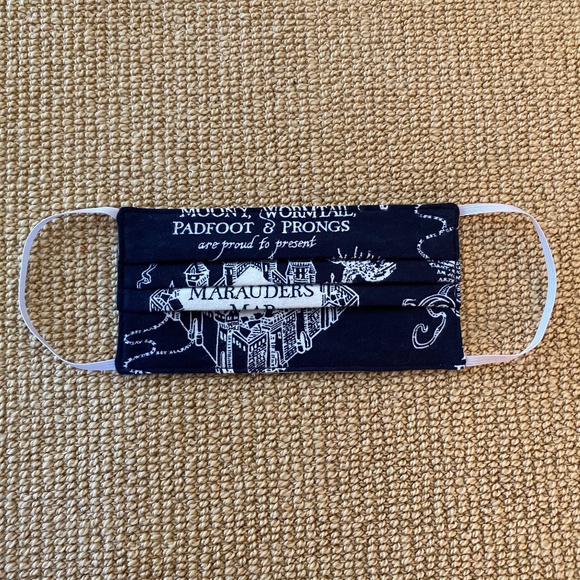 MOONY, WORMTAIL,
PADFOOT & PRONGS
are proud to present
MARAUDERS
MAP